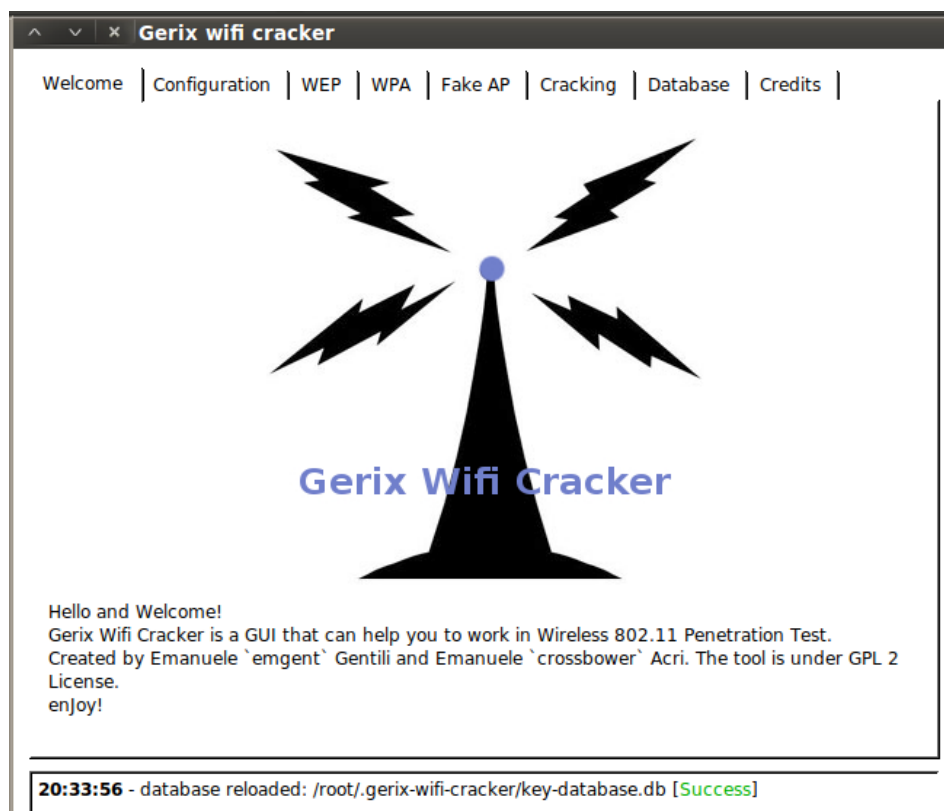 Gerix wifi cracker
Welcome Configuration WEP WPA Fake AP Cracking Database Credits
Gerix Wifi Cracker
Hello and Welcome!
Gerix Wifi Cracker is a GUI that can help you to work in Wireless 802.11 Penetration Test.
Created by Emanuele `emgent` Gentili and Emanuele `crossbower` Acri. The tool is under GPL 2
License.
enJoy!
20:33:56 - database reloaded: /root/.gerix-wifi-cracker/key-database.db [Success]